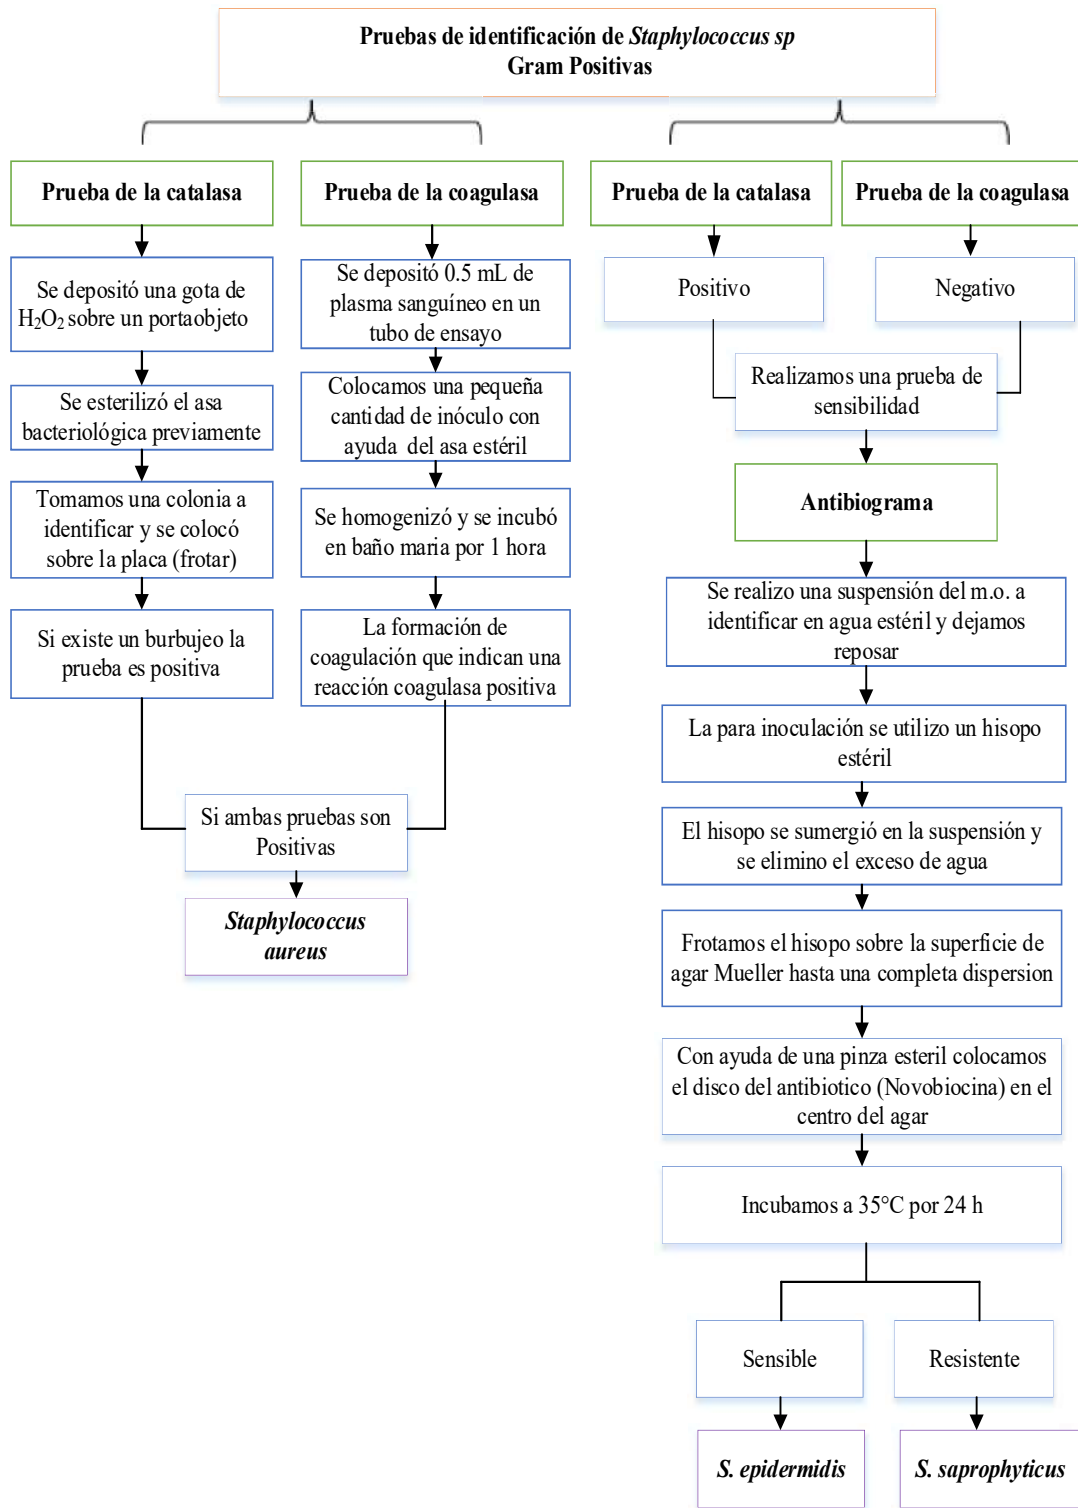 Pruebas de identificación de Staphylococcus sp
Gram Positivas
Prueba de la catalasa
Se depositó una gota de
H₂O₂ sobre un portaobjeto
Se esterilizó el asa
bacteriológica previamente
Tomamos una colonia a
identificar y se colocó
sobre la placa (frotar)
Si existe un burbujeo la
prueba es positiva
Prueba de la coagulasa
Se depositó 0.5 mL de
plasma sanguíneo en un
tubo de ensayo
Colocamos una pequeña
cantidad de inóculo con
ayuda del asa estéril
Se homogenizó y se incubó
en baño maria por 1 hora
La formación de
coagulación que indican una
reacción coagulasa positiva
Si ambas pruebas son
Positivas
Staphylococcus
aureus
Prueba de la catalasa
Positivo
Prueba de la coagulasa
Negativo
Realizamos una prueba de
sensibilidad
Antibiograma
Se realizo una suspensión del m.o. a
identificar en agua estéril y dejamos
reposar
La para inoculación se utilizo un hisopo
estéril
El hisopo se sumergió en la suspensión y
se elimino el exceso de agua
Frotamos el hisopo sobre la superficie de
agar Mueller hasta una completa dispersion
Con ayuda de una pinza esteril colocamos
el disco del antibiotico (Novobiocina) en el
centro del agar
Incubamos a 35°C por 24 h
Sensible
S. epidermidis
Resistente
S. saprophyticus